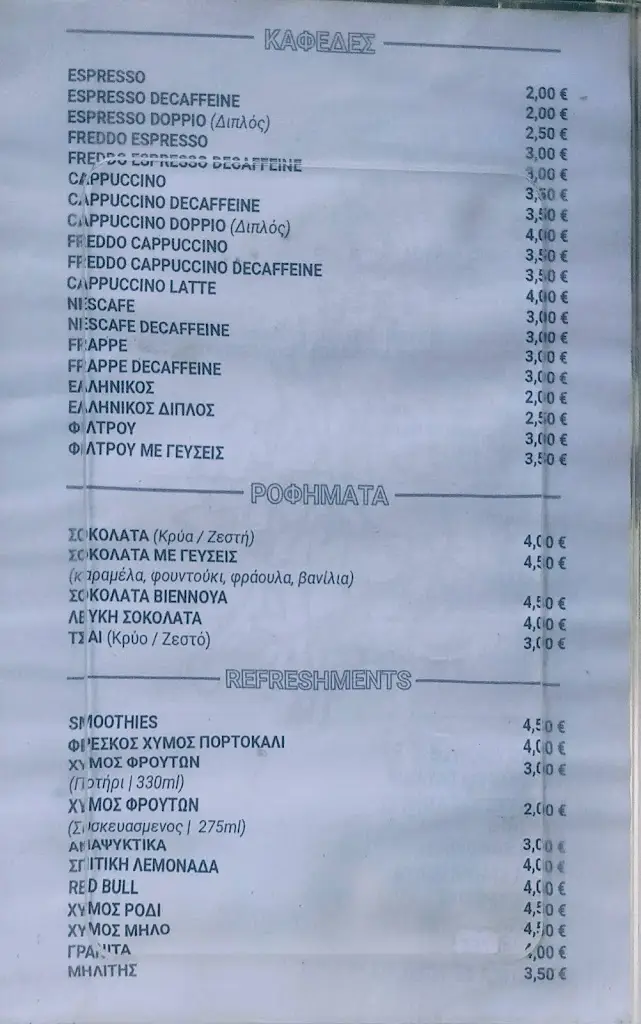 ΚΑΦΕΔΕΣ
ESPRESSO 2,00 €
ESPRESSO DECAFFEINE 2,00 €
ESPRESSO DOPPIO (Διπλός) 2,50 €
FREDDO ESPRESSO 3,00 €
FREDDO ESPRESSO DECAFFEINE 3,00 €
CAPPUCCINO 3,50 €
CAPPUCCINO DECAFFEINE 3,50 €
CAPPUCCINO DOPPIO (Διπλός) 4,00 €
FREDDO CAPPUCCINO 3,50 €
FREDDO CAPPUCCINO DECAFFEINE 3,50 €
CAPPUCCINO LATTE 4,00 €
NESCAFE 3,00 €
NESCAFE DECAFFEINE 3,00 €
FRAPPE 3,00 €
FRAPPE DECAFFEINE 3,00 €
ΕΛΛΗΝΙΚΟΣ 2,00 €
ΕΛΛΗΝΙΚΟΣ ΔΙΠΛΟΣ 2,50 €
ΦΙΛΤΡΟΥ 3,00 €
ΦΙΛΤΡΟΥ ΜΕ ΓΕΥΣΕΙΣ 3,50 €
ΡΟΦΗΜΑΤΑ
ΣΟΚΟΛΑΤΑ (Κρύα / Ζεστή) 4,00 €
ΣΟΚΟΛΑΤΑ ΜΕ ΓΕΥΣΕΙΣ 4,50 €
(καραμέλα, φουντούκι, φράουλα, βανίλια)
ΣΟΚΟΛΑΤΑ ΒΙΕΝΝΟΥΑ 4,50 €
ΛΕΥΚΗ ΣΟΚΟΛΑΤΑ 4,00 €
ΤΣΑΙ (Κρύο / Ζεστό) 3,00 €
REFRESHMENTS
SMOOTHIES 4,50 €
ΦΡΕΣΚΟΣ ΧΥΜΟΣ ΠΟΡΤΟΚΑΛΙ 4,00 €
ΧΥΜΟΣ ΦΡΟΥΤΩΝ 3,00 €
(Ποτήρι | 330ml)
ΧΥΜΟΣ ΦΡΟΥΤΩΝ 2,00 €
(Συσκευασμενος | 275ml)
ΑΝΑΨΥΚΤΙΚΑ 3,00 €
ΣΠΙΤΙΚΗ ΛΕΜΟΝΑΔΑ 4,00 €
RED BULL 4,00 €
ΧΥΜΟΣ ΡΟΔΙ 4,50 €
ΧΥΜΟΣ ΜΗΛΟ 4,50 €
ΓΡΑΝΙΤΑ 4,00 €
ΜΗΛΙΤΗΣ 3,50 €